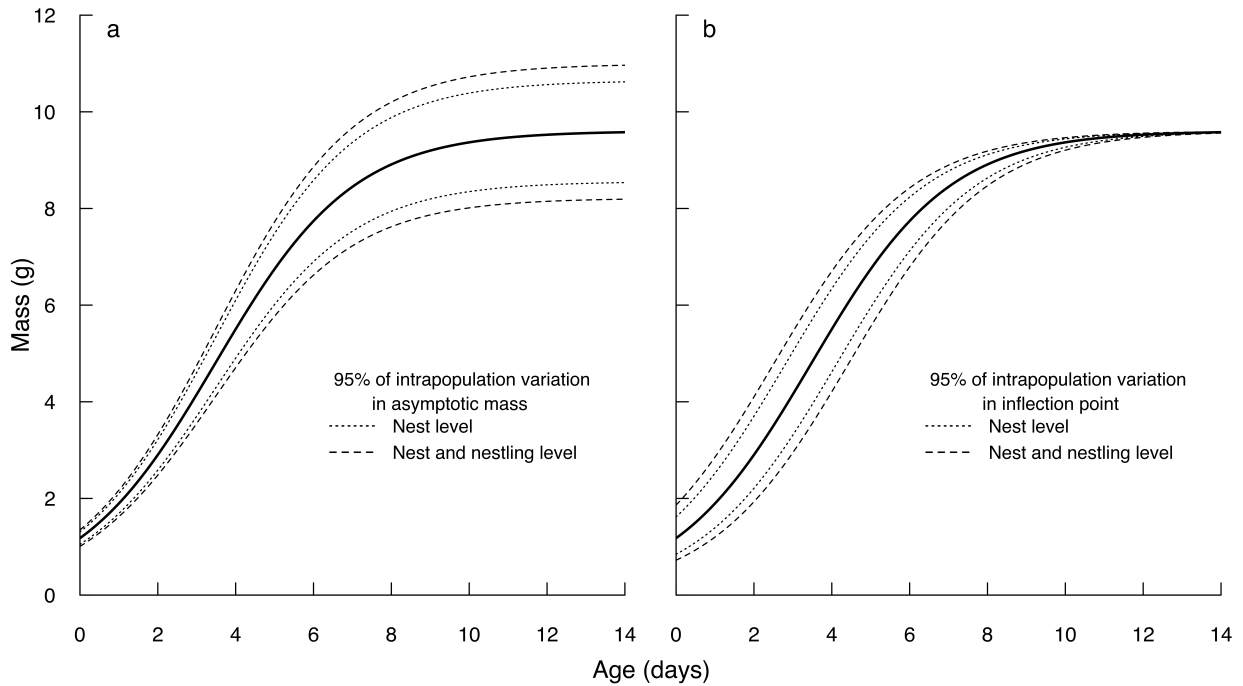 a
b
12
10
8
6
4
2
0
Mass (g)
95% of intrapopulation variation
in asymptotic mass
Nest level
Nest and nestling level
95% of intrapopulation variation
in inflection point
Nest level
Nest and nestling level
0 2 4 6 8 10 12 14
0 2 4 6 8 10 12 14
Age (days)